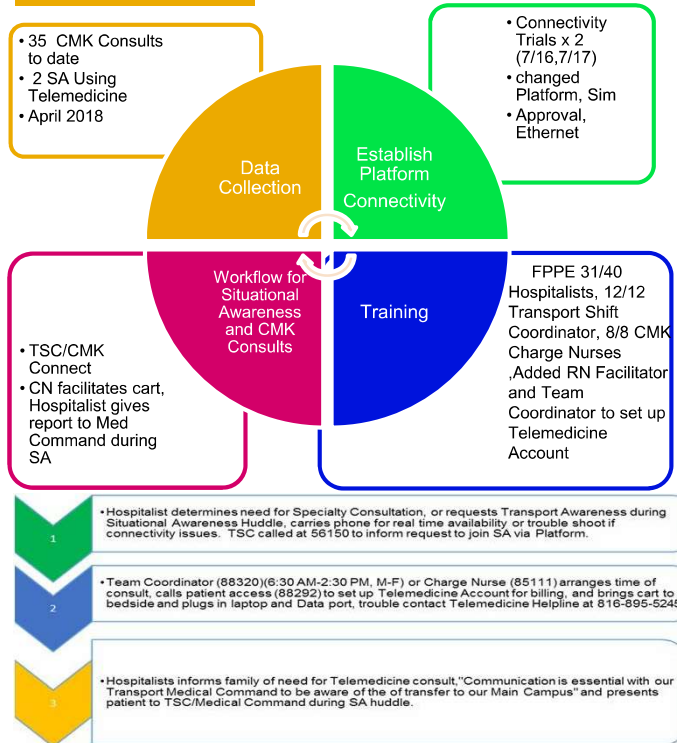 • 35 CMK Consults
to date
• 2 SA Using
Telemedicine
• April 2018
• Connectivity
Trials x 2
(7/16,7/17)
• changed
Platform, Sim
• Approval,
Ethernet
Data
Collection
Establish
Platform
Connectivity
Workflow for
Situational
Awareness
and CMK
Consults
Training
• TSC/CMK
Connect
• CN facilitates cart,
Hospitalist gives
report to Med
Command during
SA
FPPE 31/40
Hospitalists, 12/12
Transport Shift
Coordinator, 8/8 CMK
Charge Nurses
,Added RN Facilitator
and Team
Coordinator to set up
Telemedicine
Account
1
• Hospitalist determines need for Specialty Consultation, or requests Transport Awareness during
Situational Awareness Huddle, carries phone for real time availability or trouble shoot if
connectivity issues. TSC called at 56150 to inform request to join SA via Platform.
2
• Team Coordinator (88320)(6:30 AM-2:30 PM, M-F) or Charge Nurse (85111) arranges time of
consult, calls patient access (88292) to set up Telemedicine Account for billing, and brings cart to
bedside and plugs in laptop and Data port, trouble contact Telemedicine Helpline at 816-895-5245
3
• Hospitalists informs family of need for Telemedicine consult,"Communication is essential with our
Transport Medical Command to be aware of the of transfer to our Main Campus" and presents
patient to TSC/Medical Command during SA huddle.